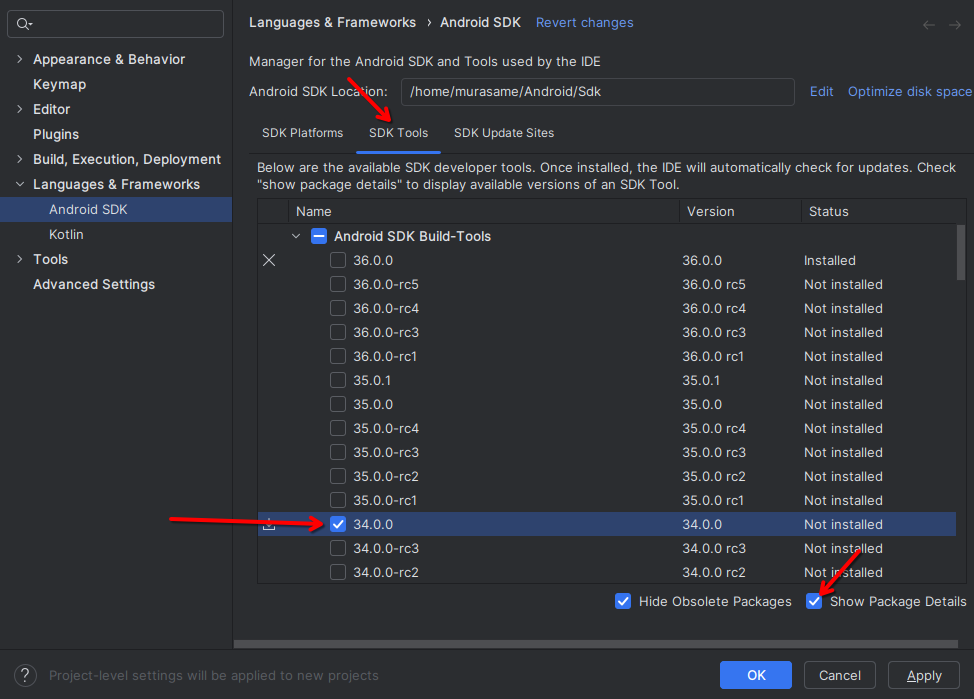 Languages & Frameworks › Android SDK Revert changes
Appearance & Behavior
Keymap
Editor
Plugins
Build, Execution, Deployment
Languages & Frameworks
Android SDK
Kotlin
Tools
Advanced Settings
Manager for the Android SDK and Tools used by the IDE
Android SDK Location: /home/murasame/Android/Sdk Edit Optimize disk space
SDK Platforms SDK Tools SDK Update Sites
Below are the available SDK developer tools. Once installed, the IDE will automatically check for updates. Check
"show package details" to display available versions of an SDK Tool.
Name Version Status
Android SDK Build-Tools
36.0.0 36.0.0 Installed
36.0.0-rc5 36.0.0 rc5 Not installed
36.0.0-rc4 36.0.0 rc4 Not installed
36.0.0-rc3 36.0.0 rc3 Not installed
36.0.0-rc1 36.0.0 rc1 Not installed
35.0.1 35.0.1 Not installed
35.0.0 35.0.0 Not installed
35.0.0-rc4 35.0.0 rc4 Not installed
35.0.0-rc3 35.0.0 rc3 Not installed
35.0.0-rc2 35.0.0 rc2 Not installed
35.0.0-rc1 35.0.0 rc1 Not installed
34.0.0 34.0.0 Not installed
34.0.0-rc3 34.0.0 rc3 Not installed
34.0.0-rc2 34.0.0 rc2 Not installed
Hide Obsolete Packages Show Package Details
? Project-level settings will be applied to new projects
OK Cancel Apply